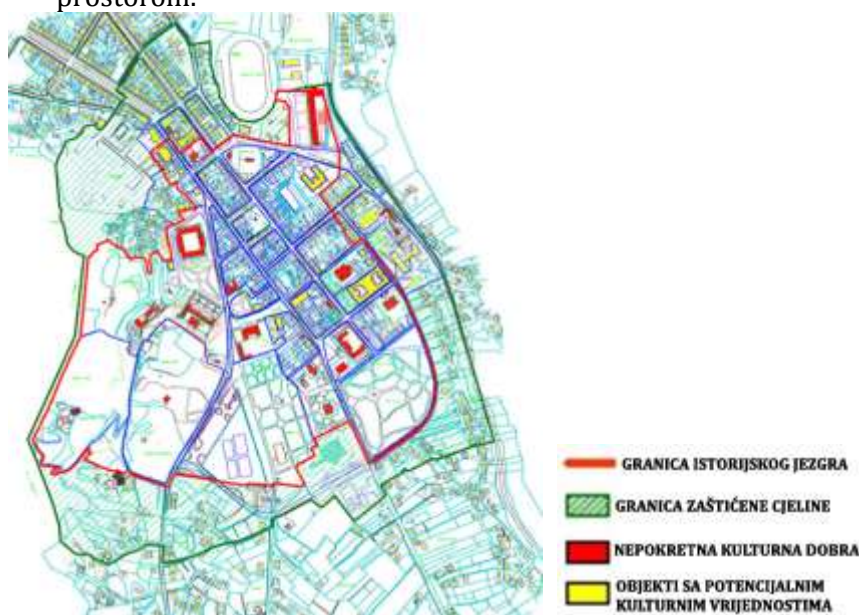 prostorom.
GRANICA ISTORIJSKOG JEZGRA
GRANICA ZAŠTIĆENE CJELINE
NEPOKRETNA KULTURNA DOBRA
OBJEKTI SA POTENCIJALNIM
KULTURNIM VRIJEDNOSTIMA